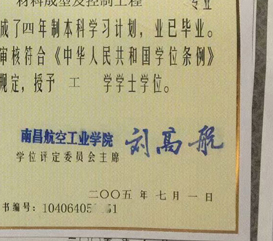 材料成型及控制工程 专业
成了四年制本科学习计划，业已毕业。
审核符合《中华人民共和国学位条例》
规定，授予 工 学学士学位。
南昌航空工业学院 刘高航
学位评定委员会主席
二〇〇五年七月一日
书编号：10406405 61